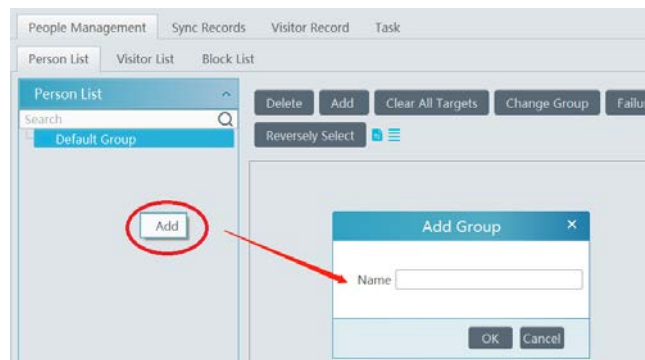 People Management Sync Records Visitor Record Task
Person List Visitor List Block List
Person List
Search
Default Group
Delete Add Clear All Targets Change Group Failu
Reversely Select
Add
Add Group ×
Name
OK Cancel